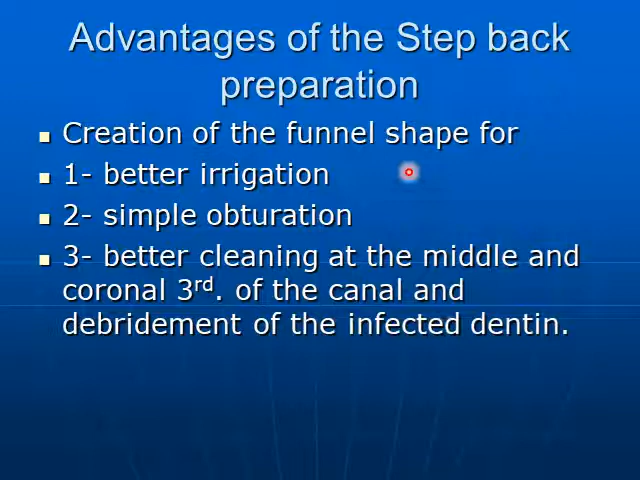 Advantages of the Step back
preparation
Creation of the funnel shape for
1- better irrigation
2- simple obturation
3- better cleaning at the middle and
coronal 3rd. of the canal and
debridement of the infected dentin.